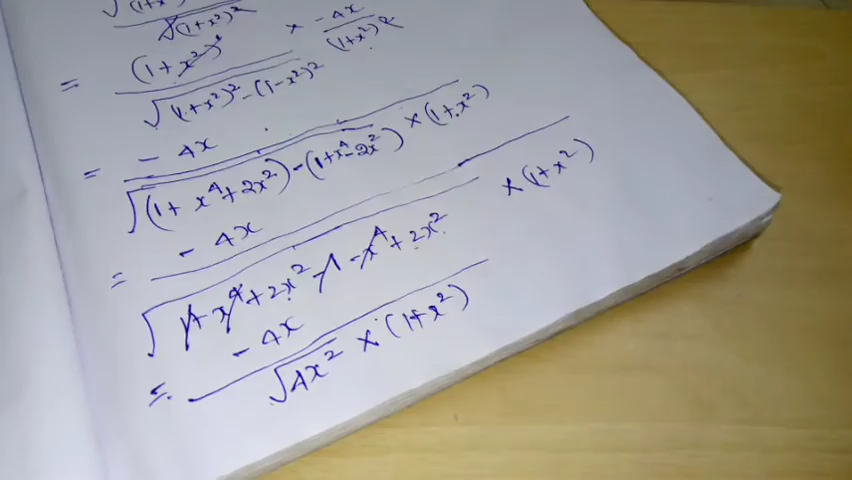 √(1+x²)²
= (1+x²)² / √((1+x²)² - (1-x²)²) × -4x / (1+x²)²
= -4x / √((1+x⁴+2x²) - (1+x⁴-2x²)) × (1+x²)
= -4x / √(1+x⁴+2x²-1-x⁴+2x²) × (1+x²)
= -4x / √4x² × (1+x²)